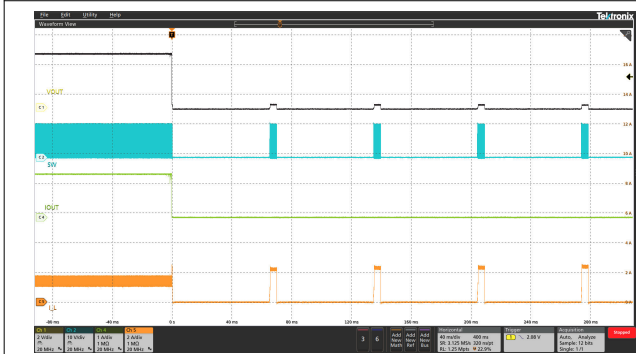 File Edit Utility Help
Tektronix
Waveform View
16 A
VOUT
14 A
C1
12 A
10 A
SW
8 A
IOUT
6 A
C4
4 A
2 A
-80 ms -40 ms 0 s 40 ms 80 ms 120 ms 160 ms 200 ms 240 ms 280 ms
Ch 1 Ch 2 Ch 4 Ch 5
2 V/div 10 V/div 1 A/div 2 A/div
1 MΩ 1 MΩ
20 MHz 20 MHz 20 MHz 20 MHz
3 6
Add New Math Add New Ref Add New Bus
Horizontal
40 ms/div 400 ms
SR: 3.125 MS/s 320 ns/pt
RL: 1.25 Mpts 22.9%
Trigger
1 2.88 V
Acquisition
Auto, Analyze
Sample: 12 bits
Single: 1/1
Stopped